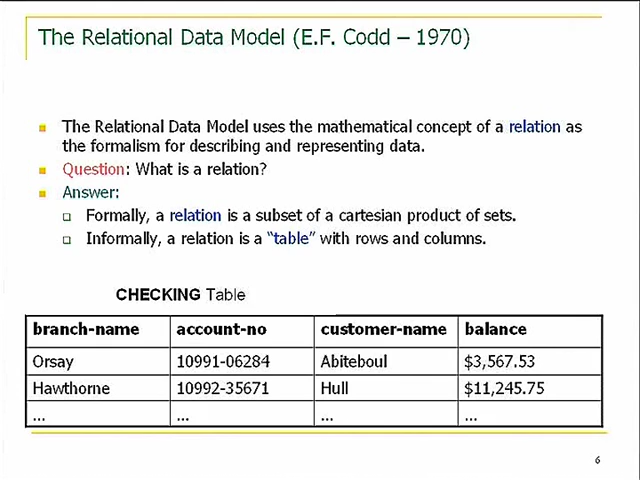 The Relational Data Model (E.F. Codd – 1970)
The Relational Data Model uses the mathematical concept of a relation as
the formalism for describing and representing data.
Question: What is a relation?
Answer:
Formally, a relation is a subset of a cartesian product of sets.
Informally, a relation is a “table” with rows and columns.
CHECKING Table
branch-name account-no customer-name balance
Orsay 10991-06284 Abiteboul $3,567.53
Hawthorne 10992-35671 Hull $11,245.75
... ... ... ...
6